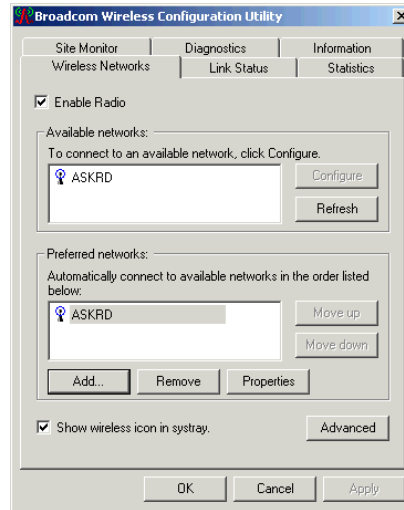 Broadcom Wireless Configuration Utility
Site Monitor Diagnostics Information
Wireless Networks Link Status Statistics
Enable Radio
Available networks:
To connect to an available network, click Configure.
ASKRD
Configure
Refresh
Preferred networks:
Automatically connect to available networks in the order listed
below:
ASKRD
Move up
Move down
Add... Remove Properties
Show wireless icon in systray.
Advanced
OK Cancel Apply